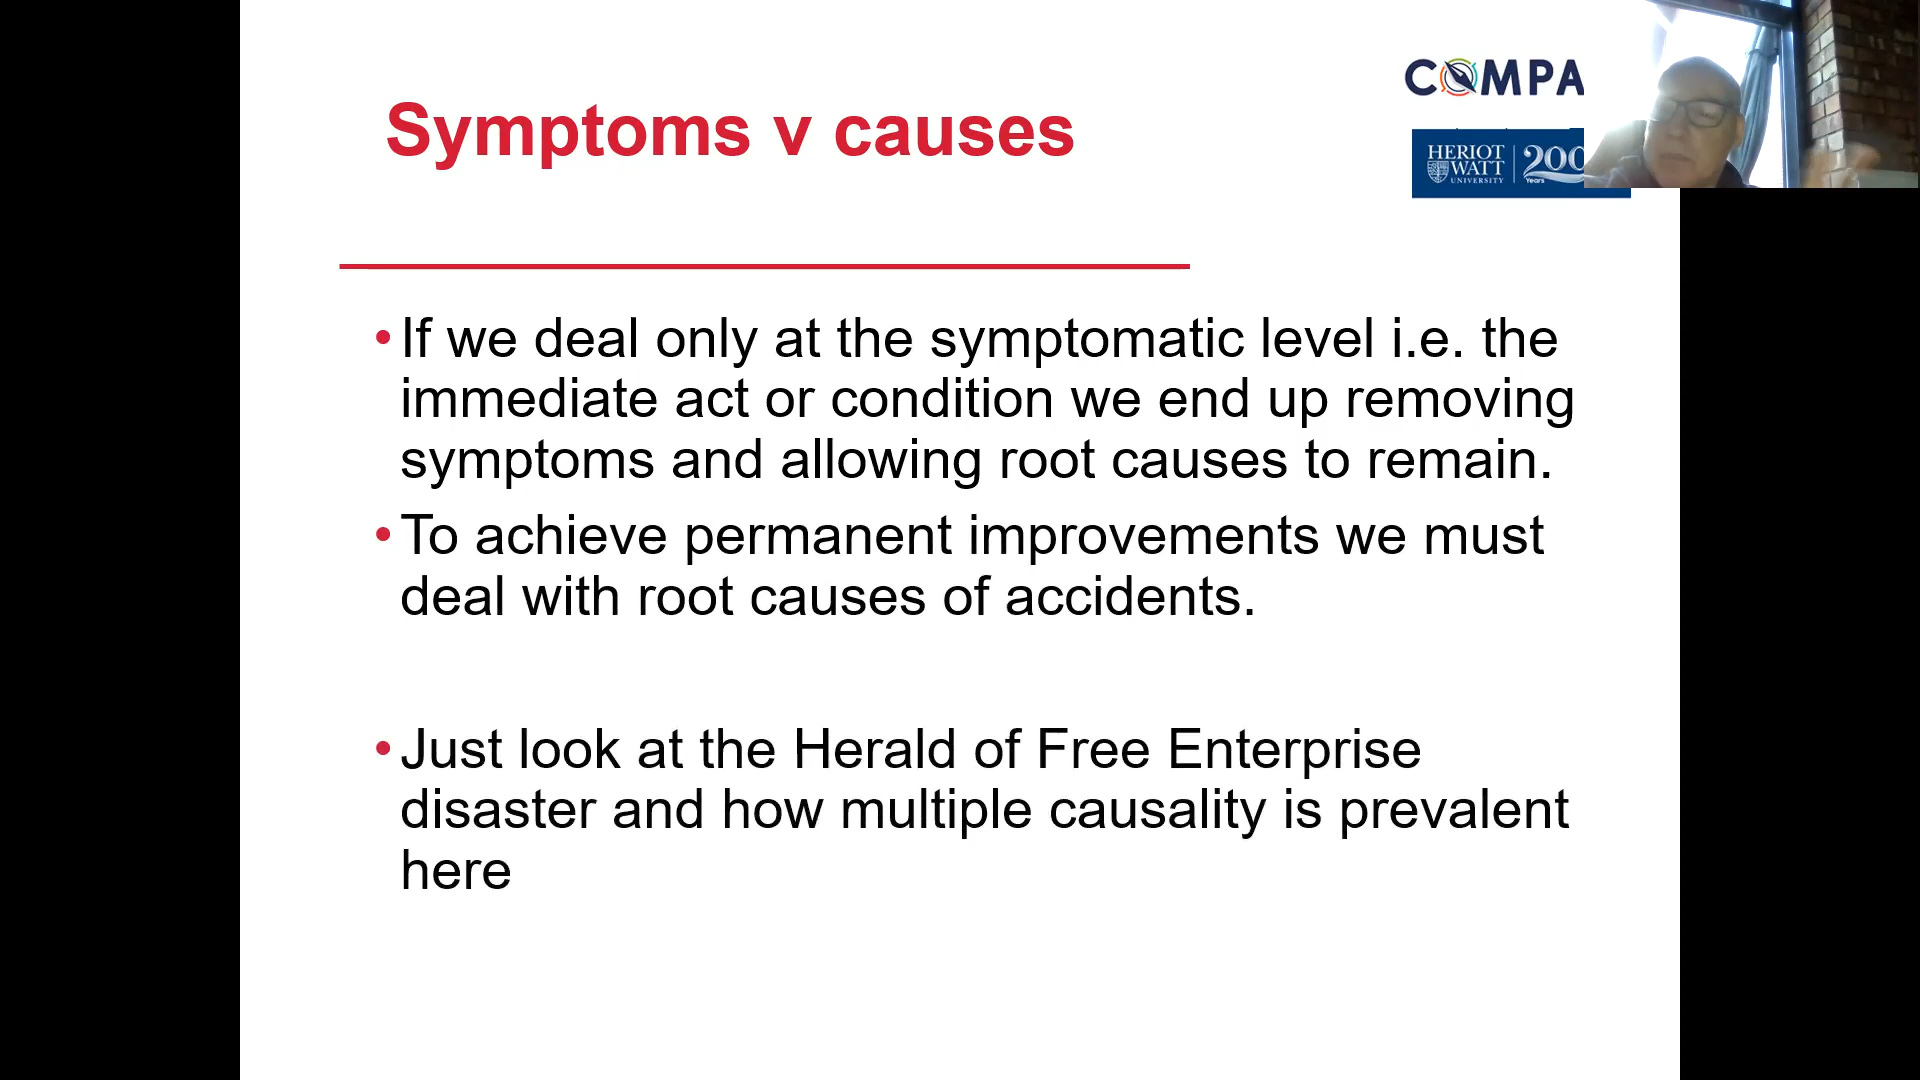 Symptoms v causes
COMPA
HERIOT
WATT
UNIVERSITY
200
Years
•If we deal only at the symptomatic level i.e. the
immediate act or condition we end up removing
symptoms and allowing root causes to remain.
•To achieve permanent improvements we must
deal with root causes of accidents.
•Just look at the Herald of Free Enterprise
disaster and how multiple causality is prevalent
here